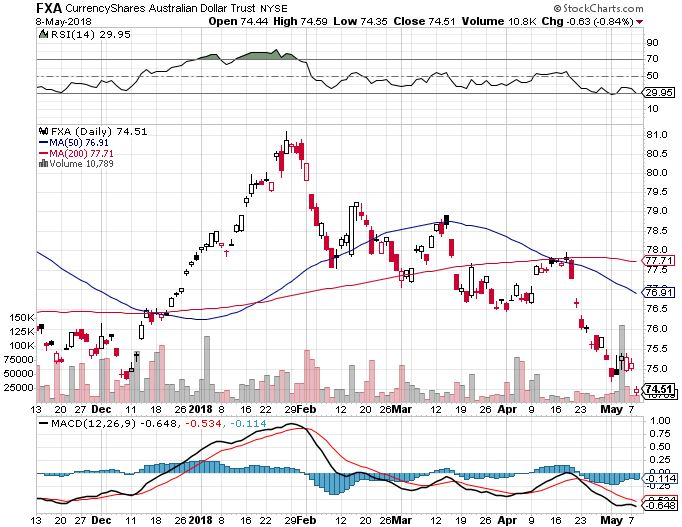 FXA CurrencyShares Australian Dollar Trust NYSE
© StockCharts.com
8-May-2018
Open 74.44 High 74.59 Low 74.35 Close 74.51 Volume 10.8K Chg -0.63 (-0.84%)
RSI(14) 29.95
90
70
50
29.95
10
FXA (Daily) 74.51
MA(50) 76.91
MA(200) 77.71
Volume 10,789
81.0
80.5
80.0
79.5
79.0
78.5
78.0
77.71
77.5
76.91
76.5
76.0
75.5
75.0
74.51
150K
125K
100K
75000
50000
25000
13 20 27 Dec 11 18 26 2018 8 16 22 29 Feb 12 20 26 Mar 12 19 26 Apr 9 16 23 May 7
MACD(12,26,9) -0.648, -0.534, -0.114
1.00
0.75
0.50
0.25
0.00
-0.114
-0.25
-0.648
13 20 27 Dec 11 18 26 2018 8 16 22 29 Feb 12 20 26 Mar 12 19 26 Apr 9 16 23 May 7